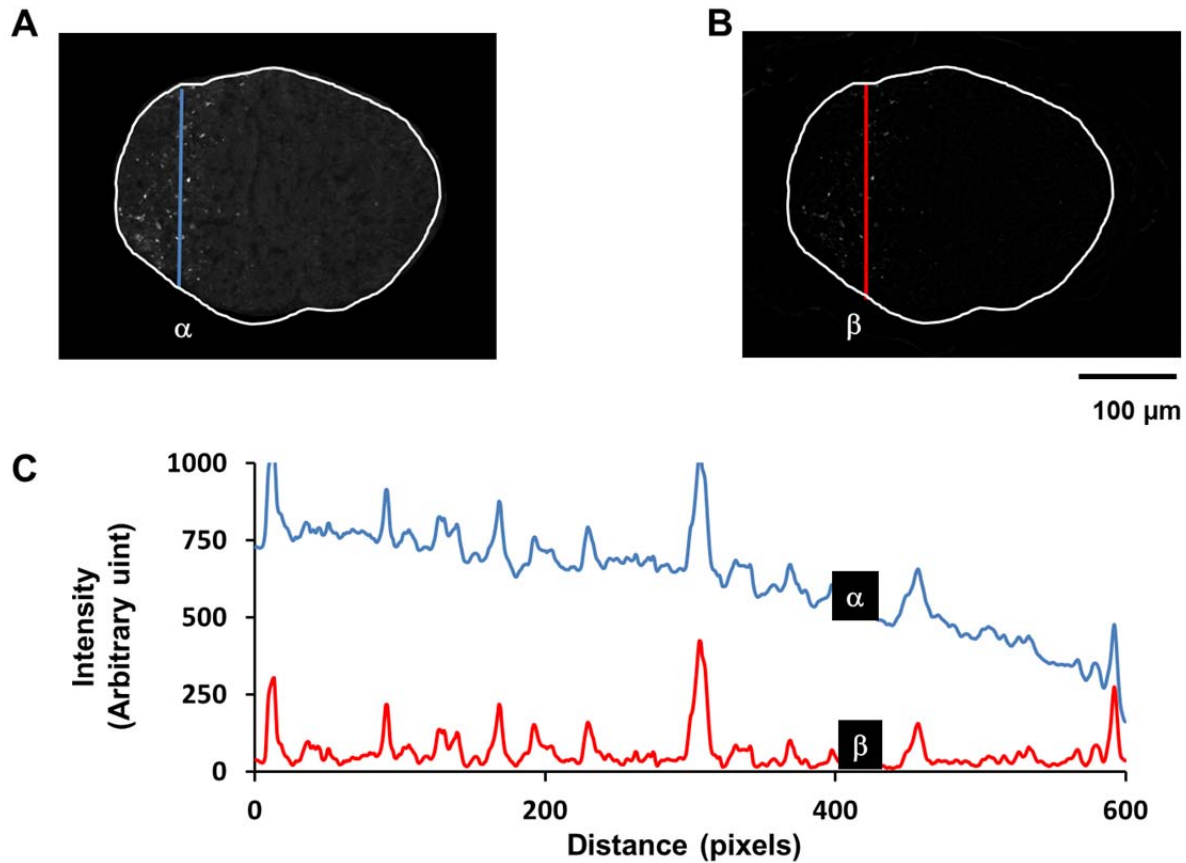 A
B
α
β
100 μm
C
Intensity
(Arbitrary uint)
1000
750
500
250
0
α
β
0
200
400
600
Distance (pixels)